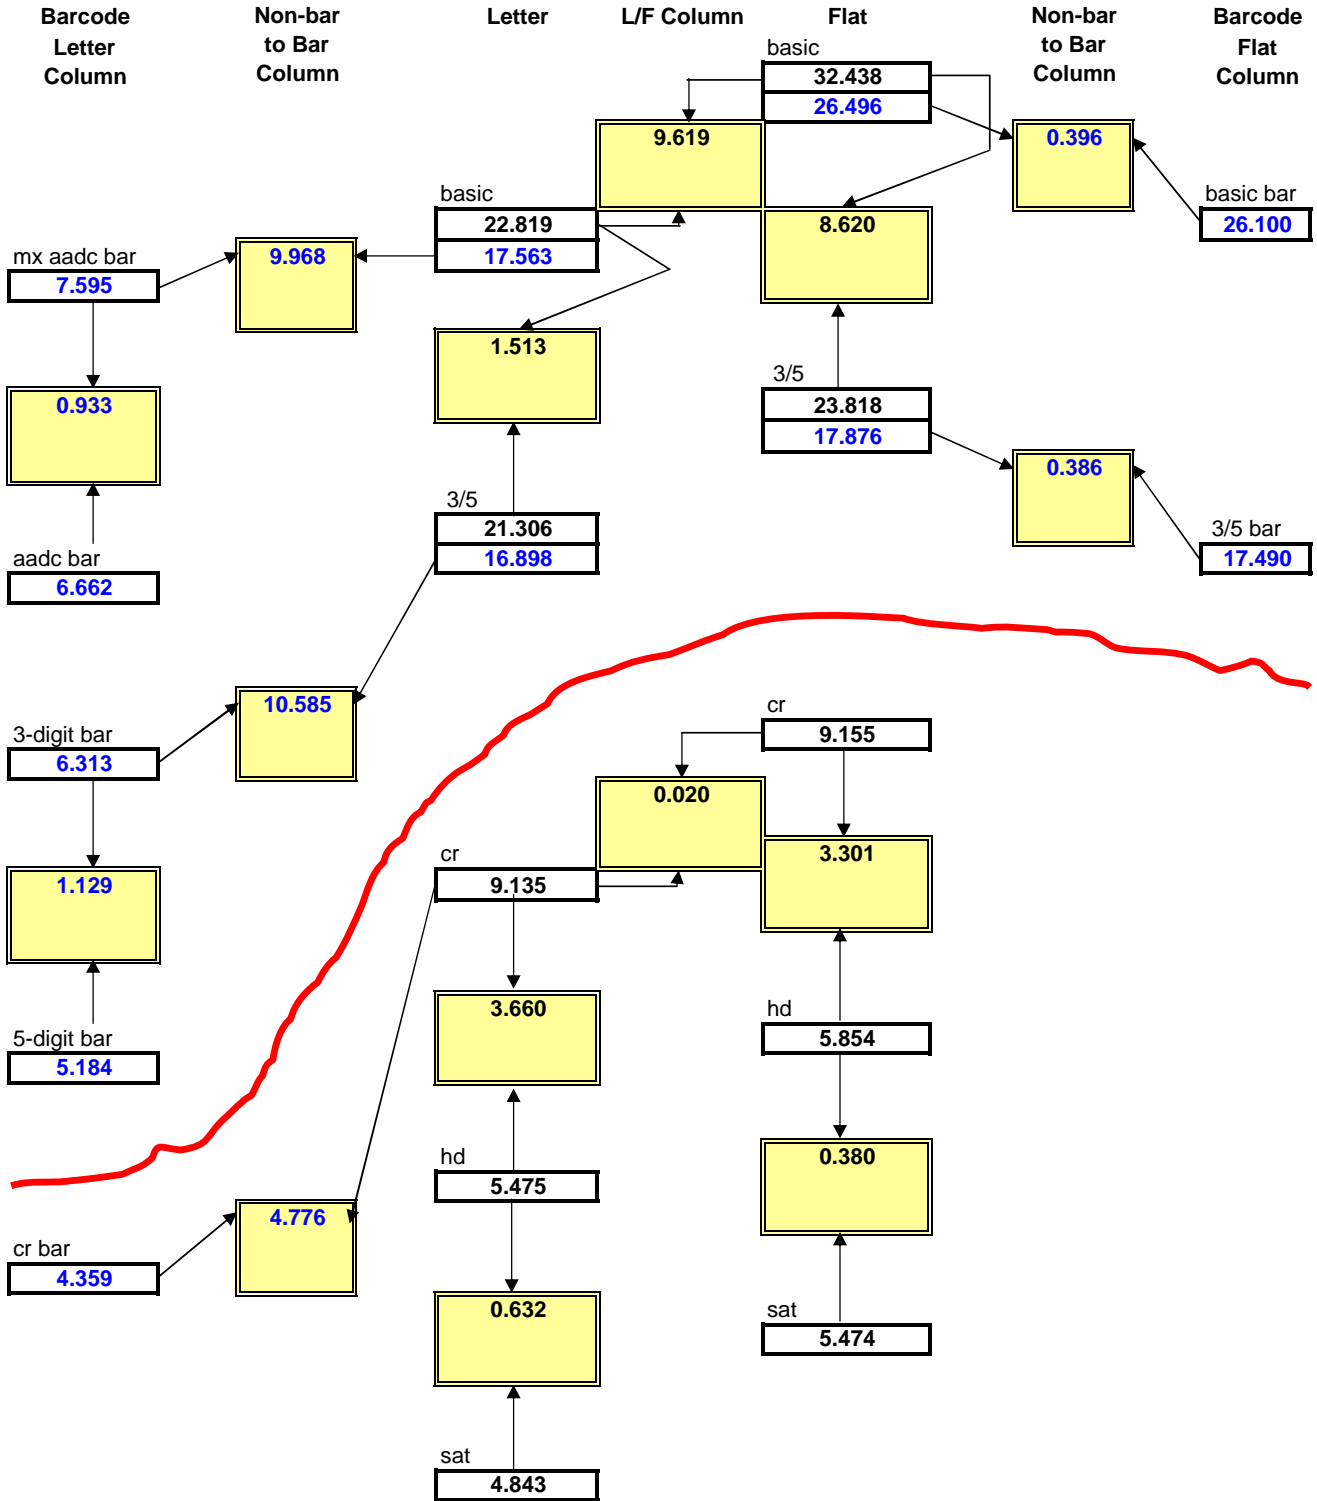 Barcode Letter Column
Non-bar to Bar Column
Letter
L/F Column
Flat
Non-bar to Bar Column
Barcode Flat Column
basic
32.438
26.496
9.619
0.396
basic
22.819
17.563
8.620
basic bar
26.100
mx aadc bar
7.595
9.968
1.513
3/5
23.818
17.876
0.933
0.386
3/5
21.306
16.898
3/5 bar
17.490
aadc bar
6.662
10.585
3-digit bar
6.313
cr
9.155
0.020
3.301
cr
9.135
1.129
3.660
hd
5.854
5-digit bar
5.184
hd
5.475
0.380
4.776
cr bar
4.359
0.632
sat
5.474
sat
4.843